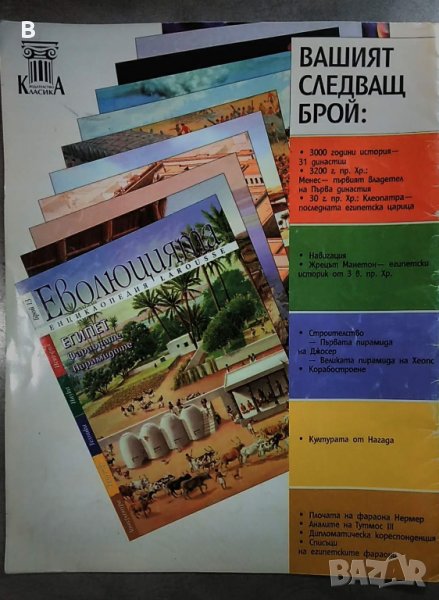 В
ИЗДАТЕЛСТВО
КЛАСИКА
ВАШИЯТ
СЛЕДВАЩ
БРОЙ:
• 3000 години история—
31 династии
• 3200 г. пр. Хр.:
Менес— първият владетел
на Първа династия
• 30 г. пр. Хр.: Клеопатра—
последната египетска царица
• Навигация
• Жрецът Манетон— египетски
историк от 3 в. пр. Хр.
• Строителство
— Първата пирамида
на Джосер
— Великата пирамида на Хеопс
• Корабостроене
• Културата от Нагада
• Плочата на фараона Нермер
• Аналите на Тутмос III
• Дипломатическа кореспонденция
• Списъци
на египетските фараони
Еволюцията
ЕНЦИКЛОПЕДИЯ LAROUSSE
ЕГИПЕТ
и пирамидите
BAZAR